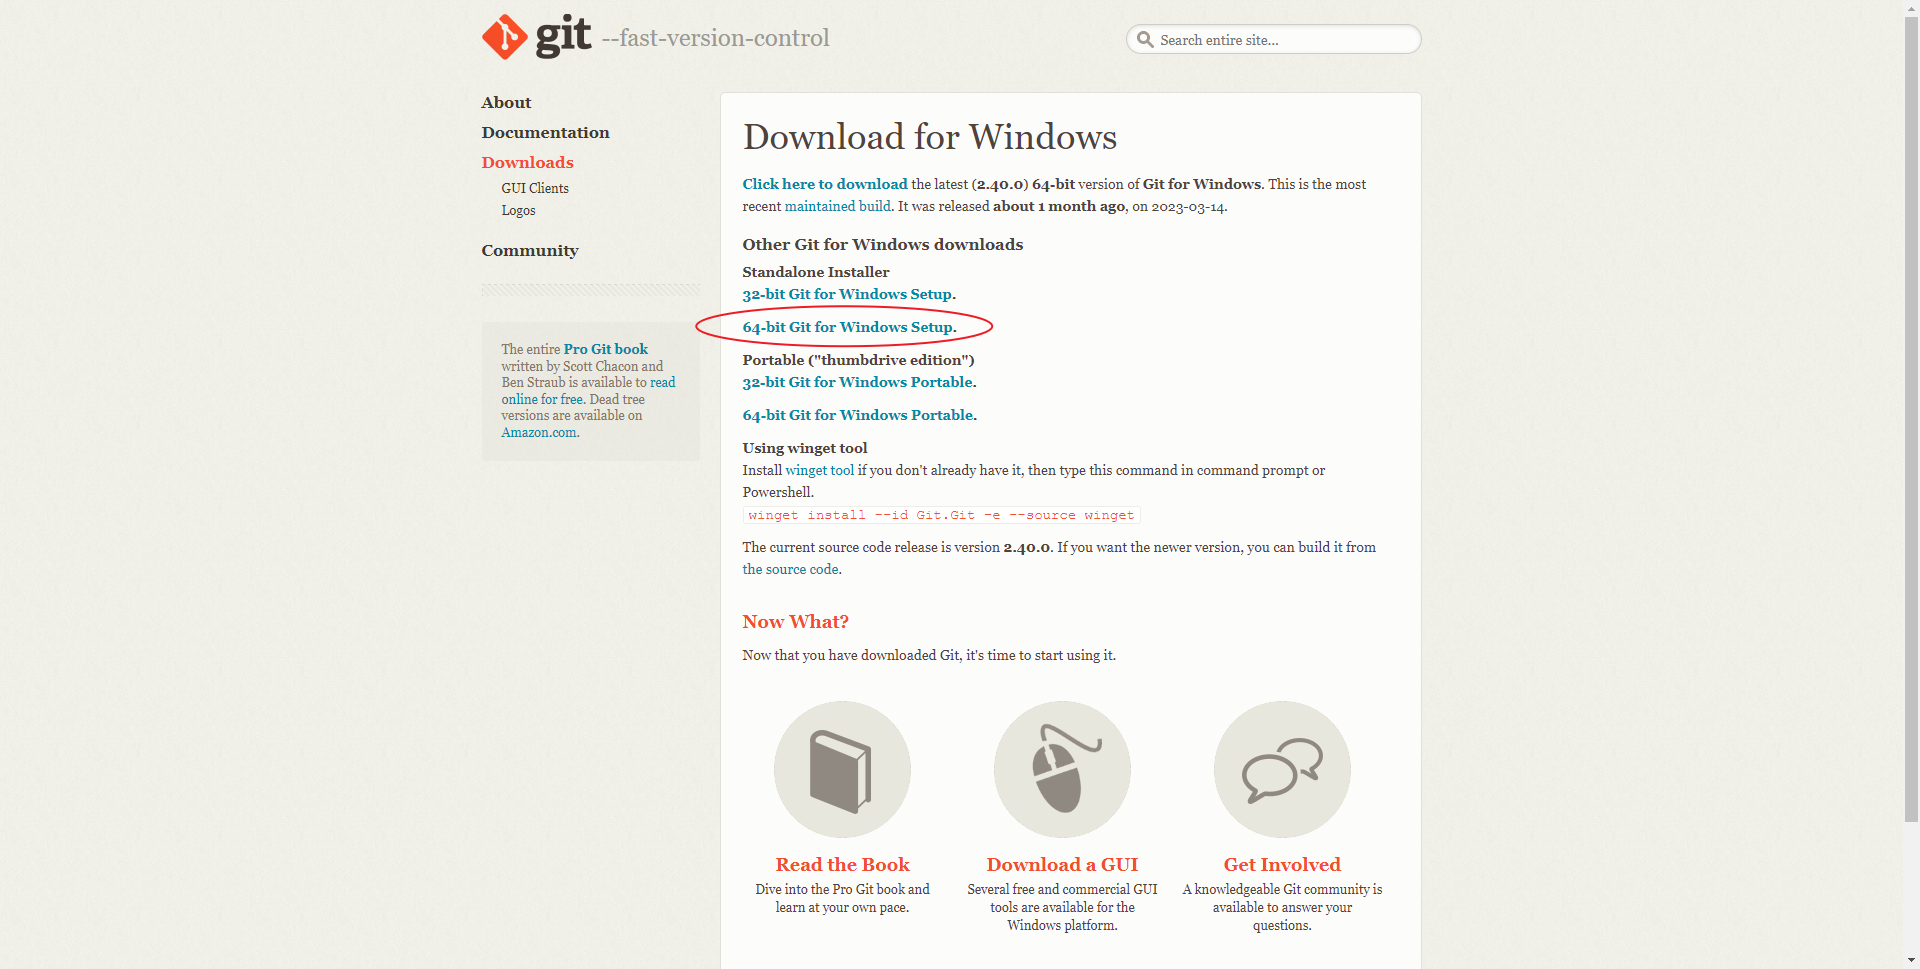 git --fast-version-control
Search entire site...
About
Documentation
Downloads
GUI Clients
Logos
Community
The entire Pro Git book
written by Scott Chacon and
Ben Straub is available to read
online for free. Dead tree
versions are available on
Amazon.com.
Download for Windows
Click here to download the latest (2.40.0) 64-bit version of Git for Windows. This is the most
recent maintained build. It was released about 1 month ago, on 2023-03-14.
Other Git for Windows downloads
Standalone Installer
32-bit Git for Windows Setup.
64-bit Git for Windows Setup.
Portable ("thumbdrive edition")
32-bit Git for Windows Portable.
64-bit Git for Windows Portable.
Using winget tool
Install winget tool if you don't already have it, then type this command in command prompt or
Powershell.
winget install --id Git.Git -e --source winget
The current source code release is version 2.40.0. If you want the newer version, you can build it from
the source code.
Now What?
Now that you have downloaded Git, it's time to start using it.
Read the Book
Dive into the Pro Git book and
learn at your own pace.
Download a GUI
Several free and commercial GUI
tools are available for the
Windows platform.
Get Involved
A knowledgeable Git community is
available to answer your
questions.